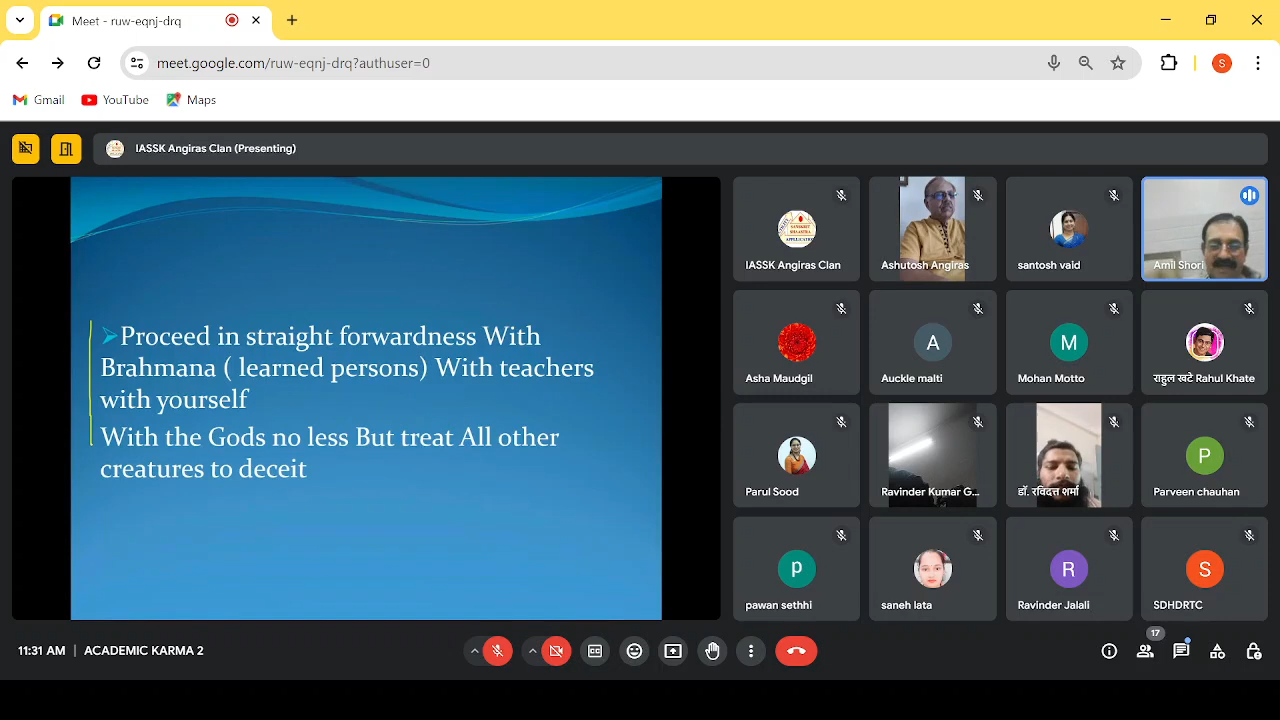 Meet - ruw-eqnj-drq
meet.google.com/ruw-eqnj-drq?authuser=0
S
Gmail YouTube Maps
IASSK Angiras Clan (Presenting)
Proceed in straight forwardness With
Brahmana ( learned persons) With teachers
with yourself
With the Gods no less But treat All other
creatures to deceit
IASSK Angiras Clan
Ashutosh Angiras
santosh vaid
Amil Shori
Asha Maudgil
A
Auckle malti
M
Mohan Motto
राहुल खटे Rahul Khate
Parul Sood
Ravinder Kumar G...
डॉ. रविदत्त शर्मा
P
Parveen chauhan
p
pawan sethhi
saneh lata
R
Ravinder Jalali
S
SDHDRTC
11:31 AM | ACADEMIC KARMA 2
17